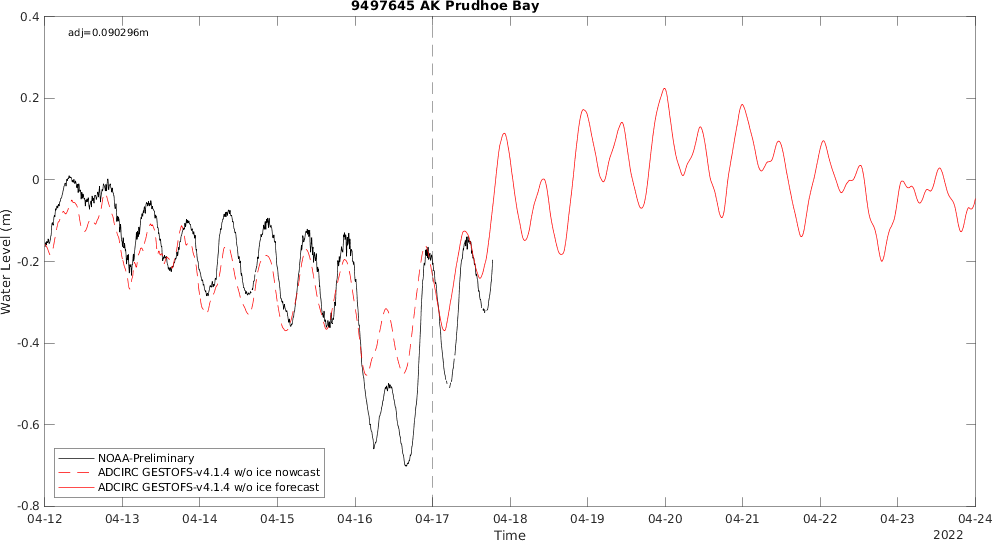 9497645 AK Prudhoe Bay
adj=0.090296m
0.4
0.2
0
-0.2
-0.4
-0.6
-0.8
Water Level (m)
NOAA-Preliminary
ADCIRC GESTOFS-v4.1.4 w/o ice nowcast
ADCIRC GESTOFS-v4.1.4 w/o ice forecast
04-12 04-13 04-14 04-15 04-16 04-17 04-18 04-19 04-20 04-21 04-22 04-23 04-24
Time
2022